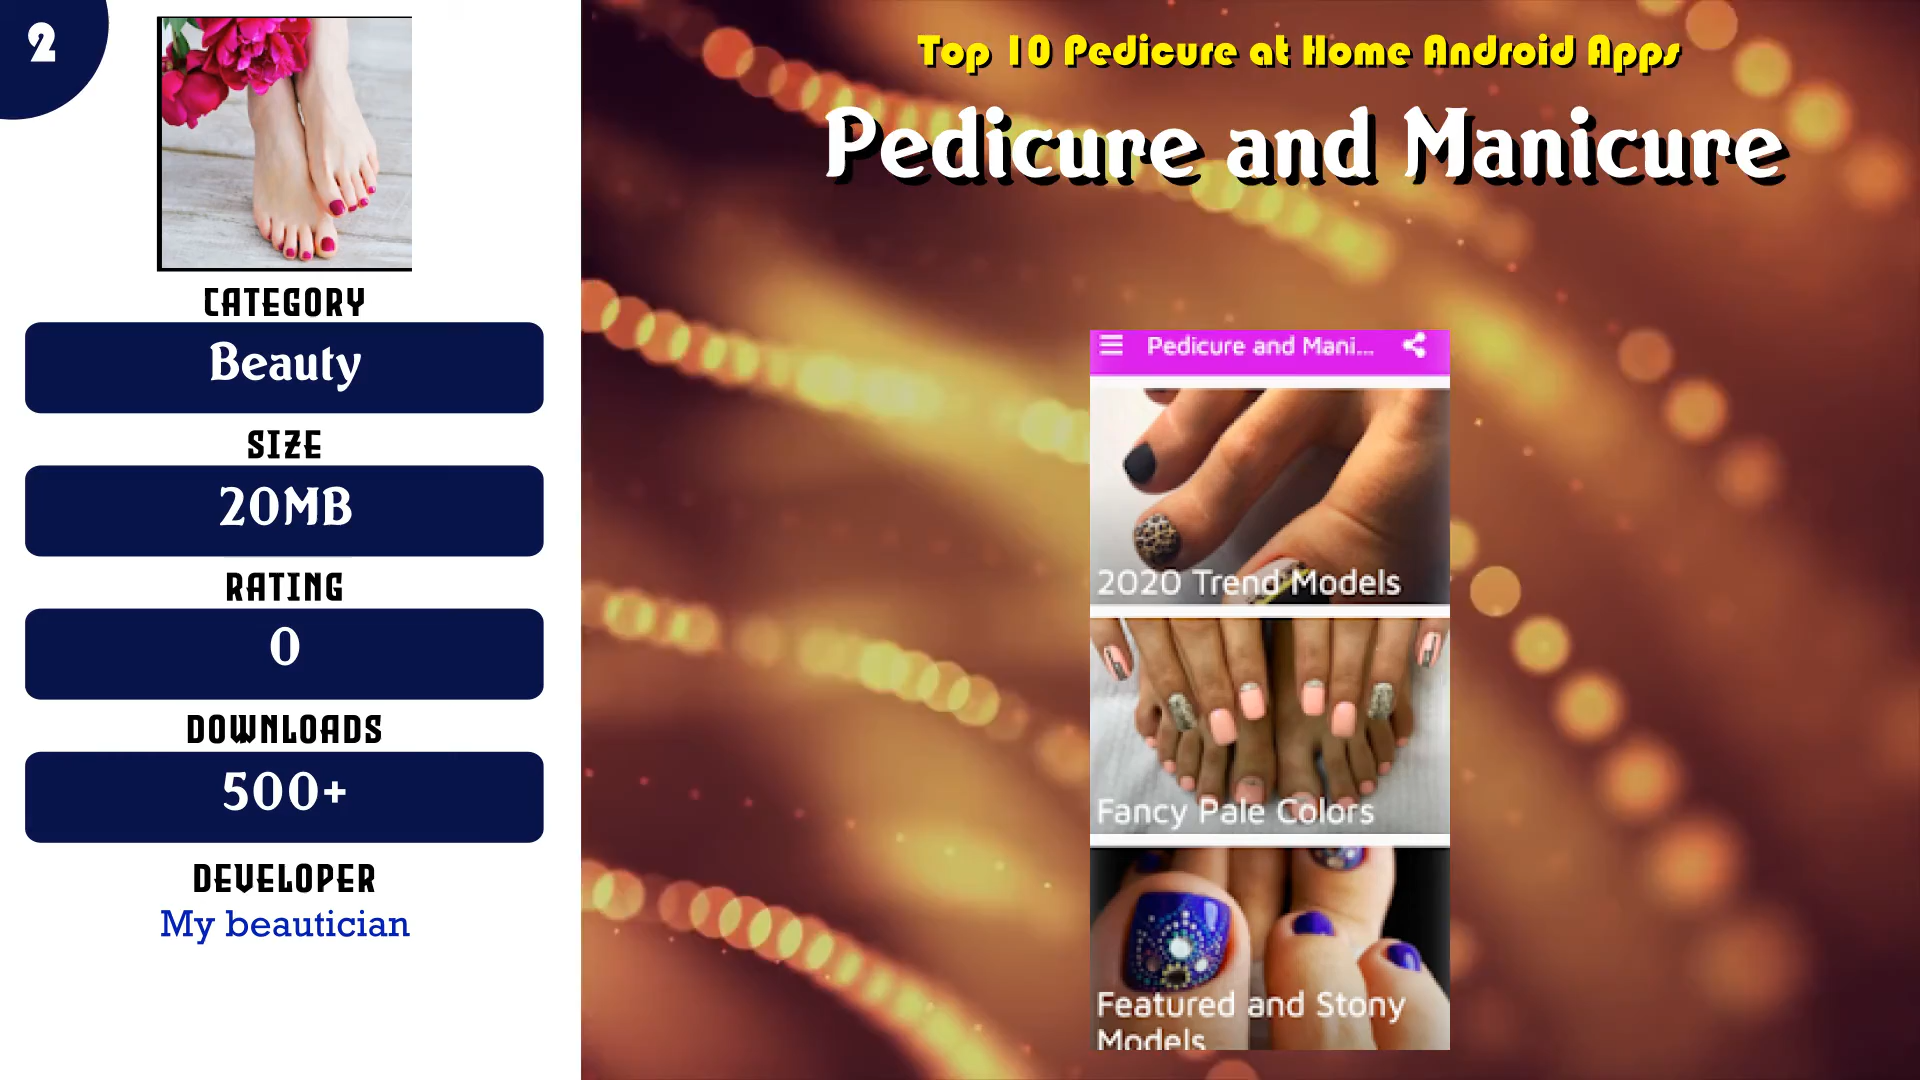 2
CATEGORY
Beauty
SIZE
20MB
RATING
0
DOWNLOADS
500+
DEVELOPER
My beautician
Top 10 Pedicure at Home Android Apps
Pedicure and Manicure
Pedicure and Mani...
2020 Trend Models
Fancy Pale Colors
Featured and Stony
Models